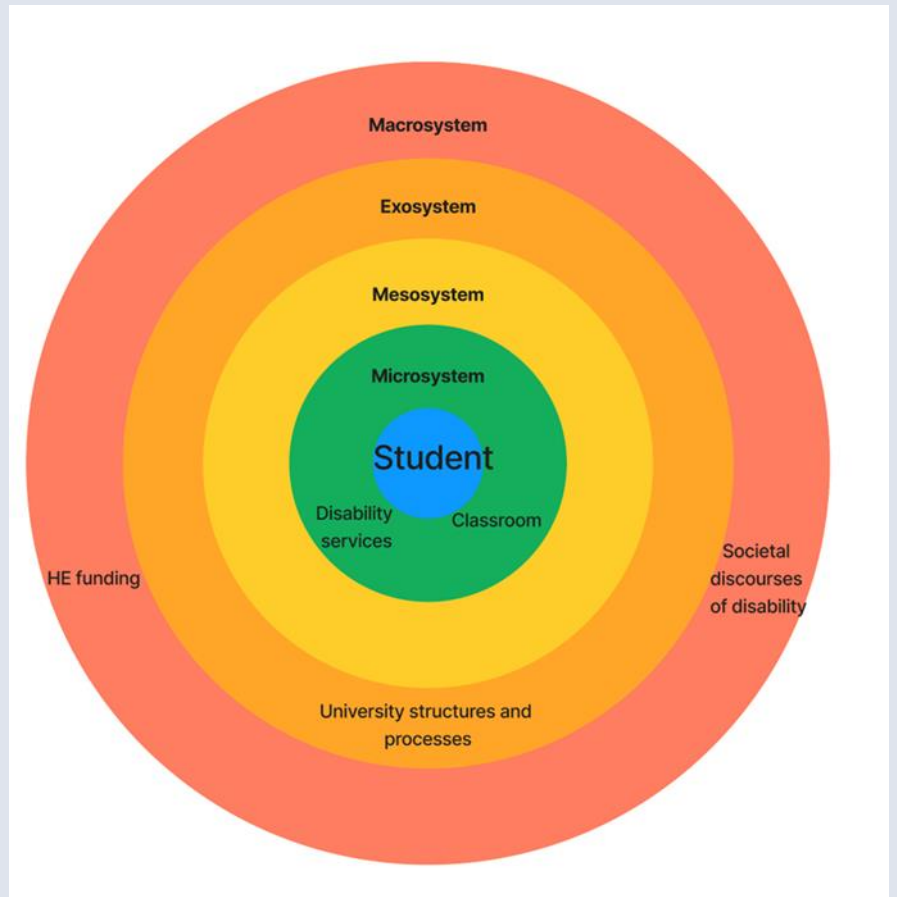 Macrosystem
Exosystem
Mesosystem
Microsystem
Student
Disability
services
Classroom
HE funding
Societal
discourses
of disability
University structures and
processes